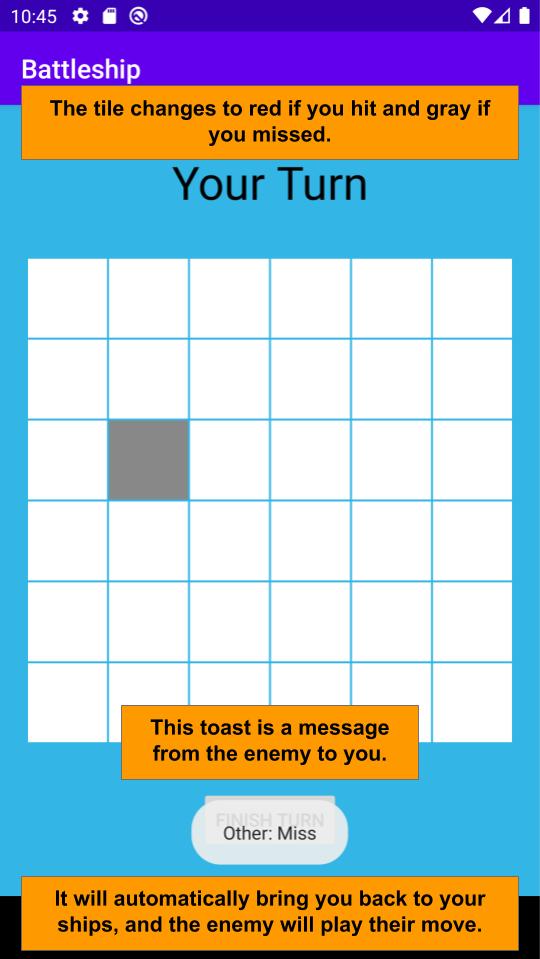 10:45
Battleship
The tile changes to red if you hit and gray if
you missed.
Your Turn
This toast is a message
from the enemy to you.
FINISH TURN
Other: Miss
It will automatically bring you back to your
ships, and the enemy will play their move.